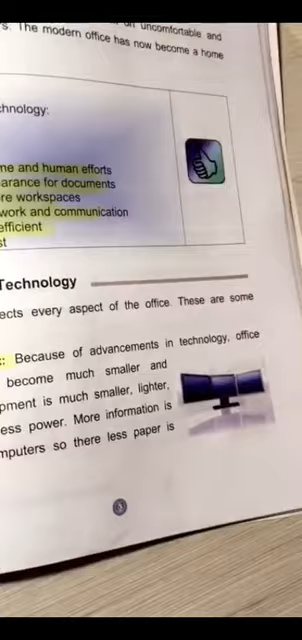 s. The modern office has now become a home
uncomfortable and
chnology:
me and human efforts
arance for documents
re workspaces
work and communication
efficient
st
Technology
ects every aspect of the office. These are some
: Because of advancements in technology, office
become much smaller and
pment is much smaller, lighter,
ess power. More information is
mputers so there less paper is